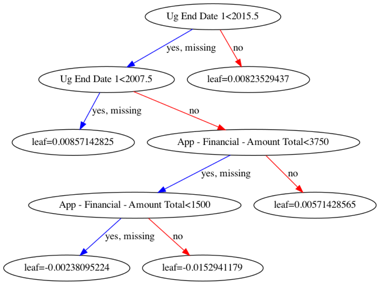 Ug End Date 1<2015.5
yes, missing
no
Ug End Date 1<2007.5
leaf=0.00823529437
yes, missing
no
leaf=0.00857142825
App - Financial - Amount Total<3750
yes, missing
no
App - Financial - Amount Total<1500
leaf=0.00571428565
yes, missing
no
leaf=-0.00238095224
leaf=-0.0152941179